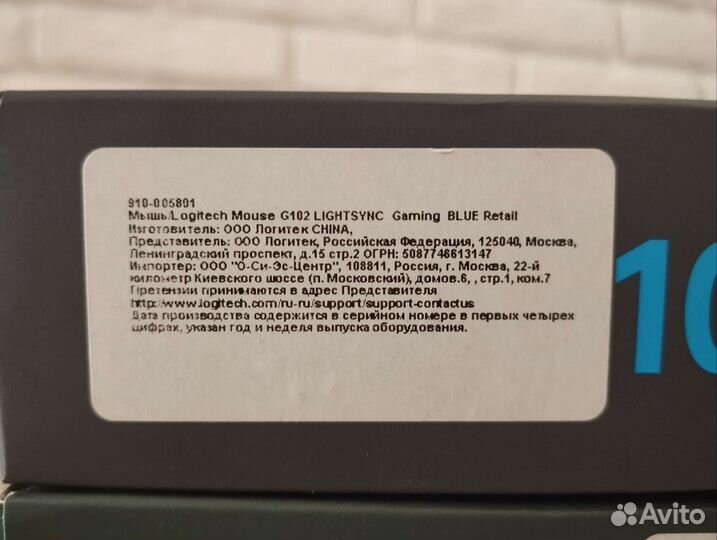 910-005801
Мышь/Logitech Mouse G102 LIGHTSYNC Gaming BLUE Retail
Изготовитель: ООО Логитек CHINA,
Представитель: ООО Логитек, Российская Федерация, 125040, Москва,
Ленинградский проспект, д.15 стр.2 ОГРН: 5087746613147
Импортер: ООО "О-Си-Эс-Центр", 108811, Россия, г. Москва, 22-й
километр Киевского шоссе (п. Московский), домов.6, , стр.1, ком.7
Претензии принимаются в адрес Представителя
http://www.logitech.com/ru-ru/support/support-contactus
Дата производства содержится в серийном номере в первых четырех
цифрах, указан год и неделя выпуска оборудования.
10
Avito